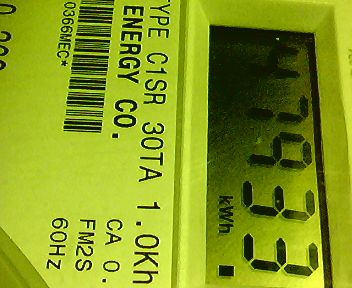 47933
kWh
TYPE C1SR 30TA 1.0Kh
ENERGY CO.
CA 0.
FM2S
60HZ
0366MEC*